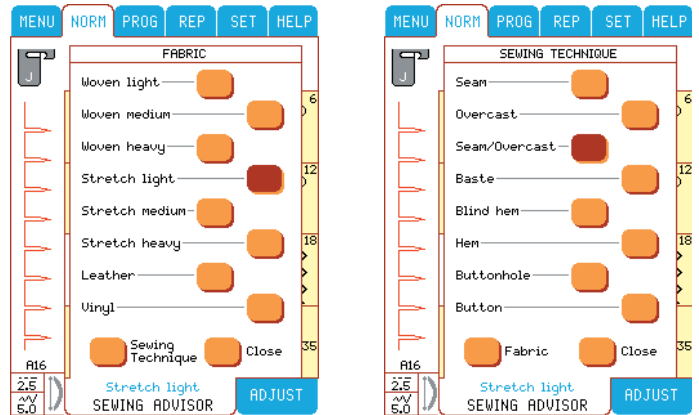 MENU NORM PROG REP SET HELP
FABRIC
J
Woven light
6
Woven medium
Woven heavy
12
Stretch light
Stretch medium
18
Stretch heavy
Leather
Vinyl
35
Sewing
Technique
Close
A16
2.5
5.0
Stretch light
SEWING ADVISOR
ADJUST
MENU NORM PROG REP SET HELP
SEWING TECHNIQUE
J
Seam
6
Overcast
Seam/Overcast
12
Baste
Blind hem
18
Hem
Buttonhole
Button
35
Fabric
Close
A16
2.5
5.0
Stretch light
SEWING ADVISOR
ADJUST